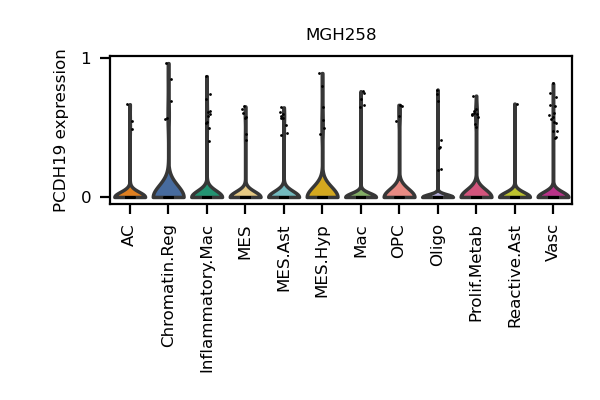 MGH258
PCDH19 expression
1
0
AC
Chromatin.Reg
Inflammatory.Mac
MES
MES.Ast
MES.Hyp
Mac
OPC
Oligo
Prolif.Metab
Reactive.Ast
Vasc